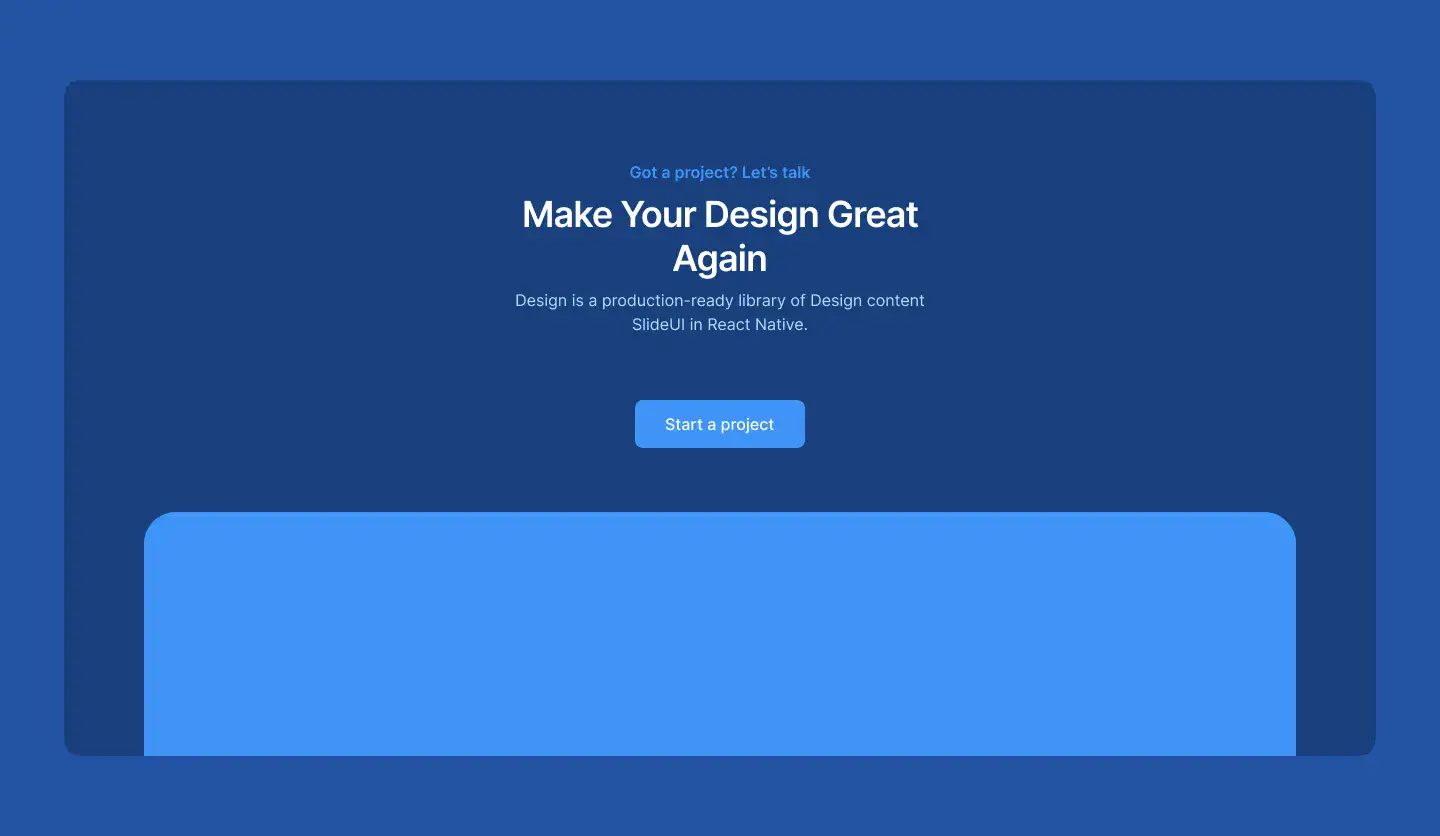 Got a project? Let’s talk
Make Your Design Great
Again
Design is a production-ready library of Design content
SlideUI in React Native.
Start a project